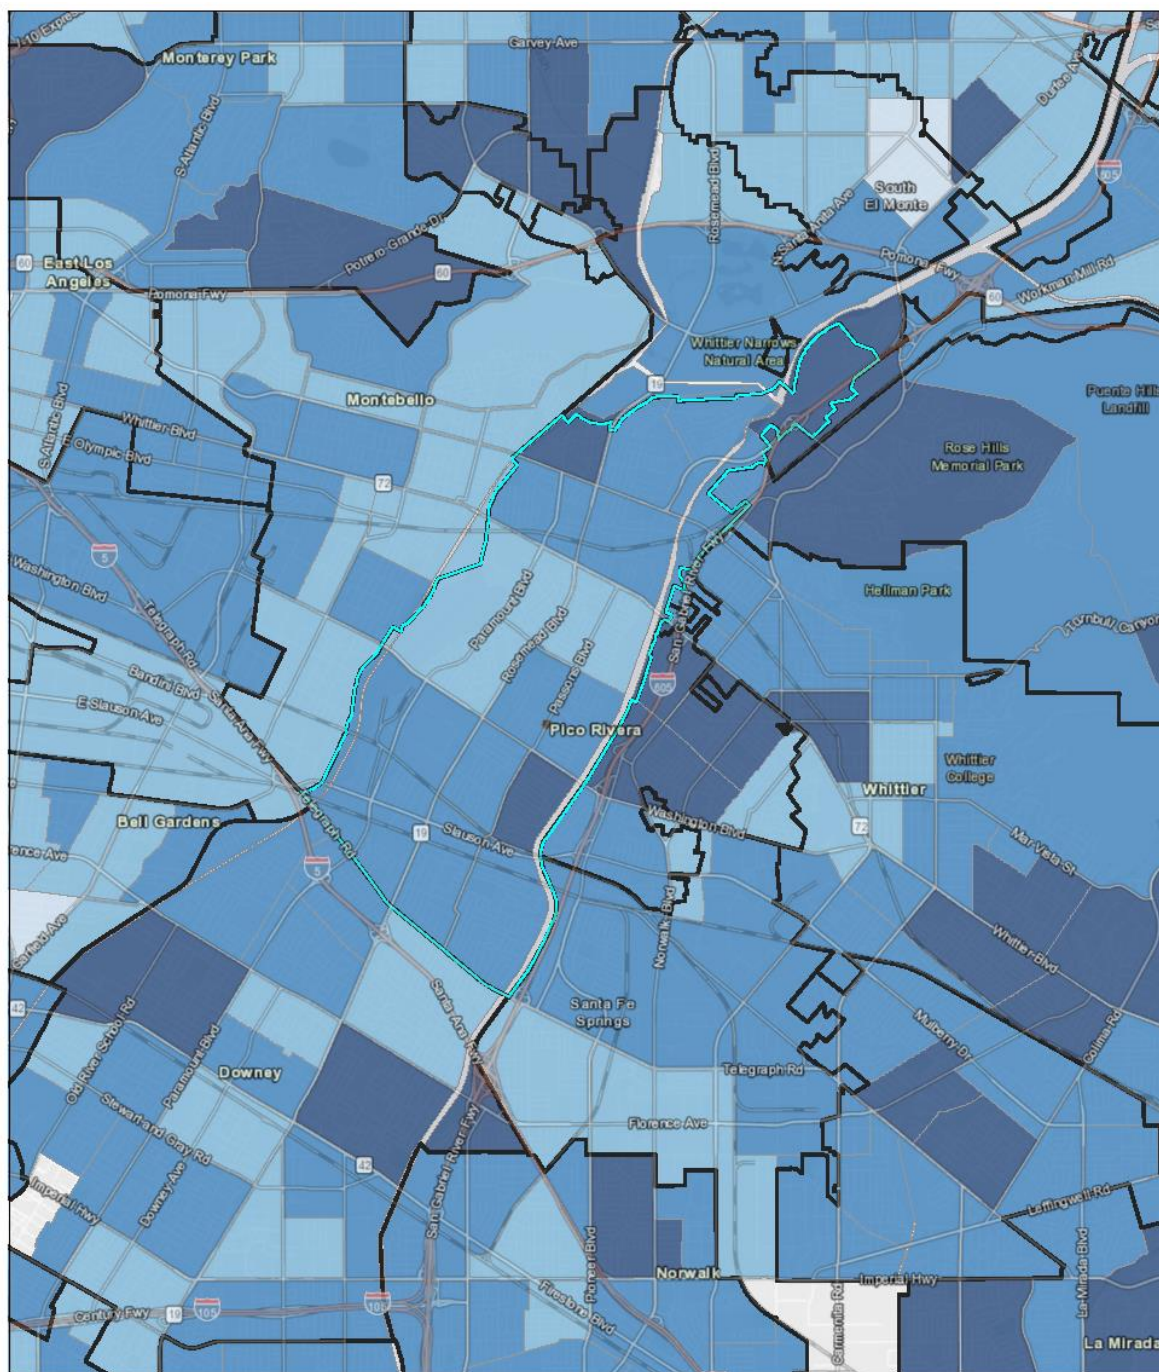 I-10 Express
Monterey Park
Garvey Ave
Durfee Ave
S Atlantic Blvd
Rosemead Blvd
605
South
El Monte
N Santa Anita Ave
Potrero Grande Dr
60
East Los
Angeles
60
Pomona Fwy
Pomona Fwy
60
Workman Mill Rd
Whittier Narrows
Natural Area
19
Montebello
Puente Hills
Landfill
S Atlantic Blvd
Whittier Blvd
E Olympic Blvd
Rose Hills
Memorial Park
72
5
Washington Blvd
Telegraph Rd
San Gabriel River Fwy
Hellman Park
Turnbull Canyon
Paramount Blvd
Rosemead Blvd
Passons Blvd
Bandini Blvd
E Slauson Ave
Santa Ana Fwy
605
Pico Rivera
Whittier
College
Whittier
Bell Gardens
Telegraph Rd
19
Slauson Ave
Washington Blvd
72
Mar Vista St
5
Garfield Ave
Norwalk Blvd
Whittier Blvd
42
Old River School Rd
Paramount Blvd
Santa Ana Fwy
Santa Fe
Springs
Mulberry Dr
Colima Rd
Downey
Telegraph Rd
Stewart and Gray Rd
Florence Ave
San Gabriel River Fwy
42
Imperial Hwy
Downey Ave
Leffingwell Rd
Pioneer Blvd
La Mirada Blvd
Norwalk
Imperial Hwy
Firestone Blvd
Century Fwy
19
105
Carmenita Rd
La Mirada